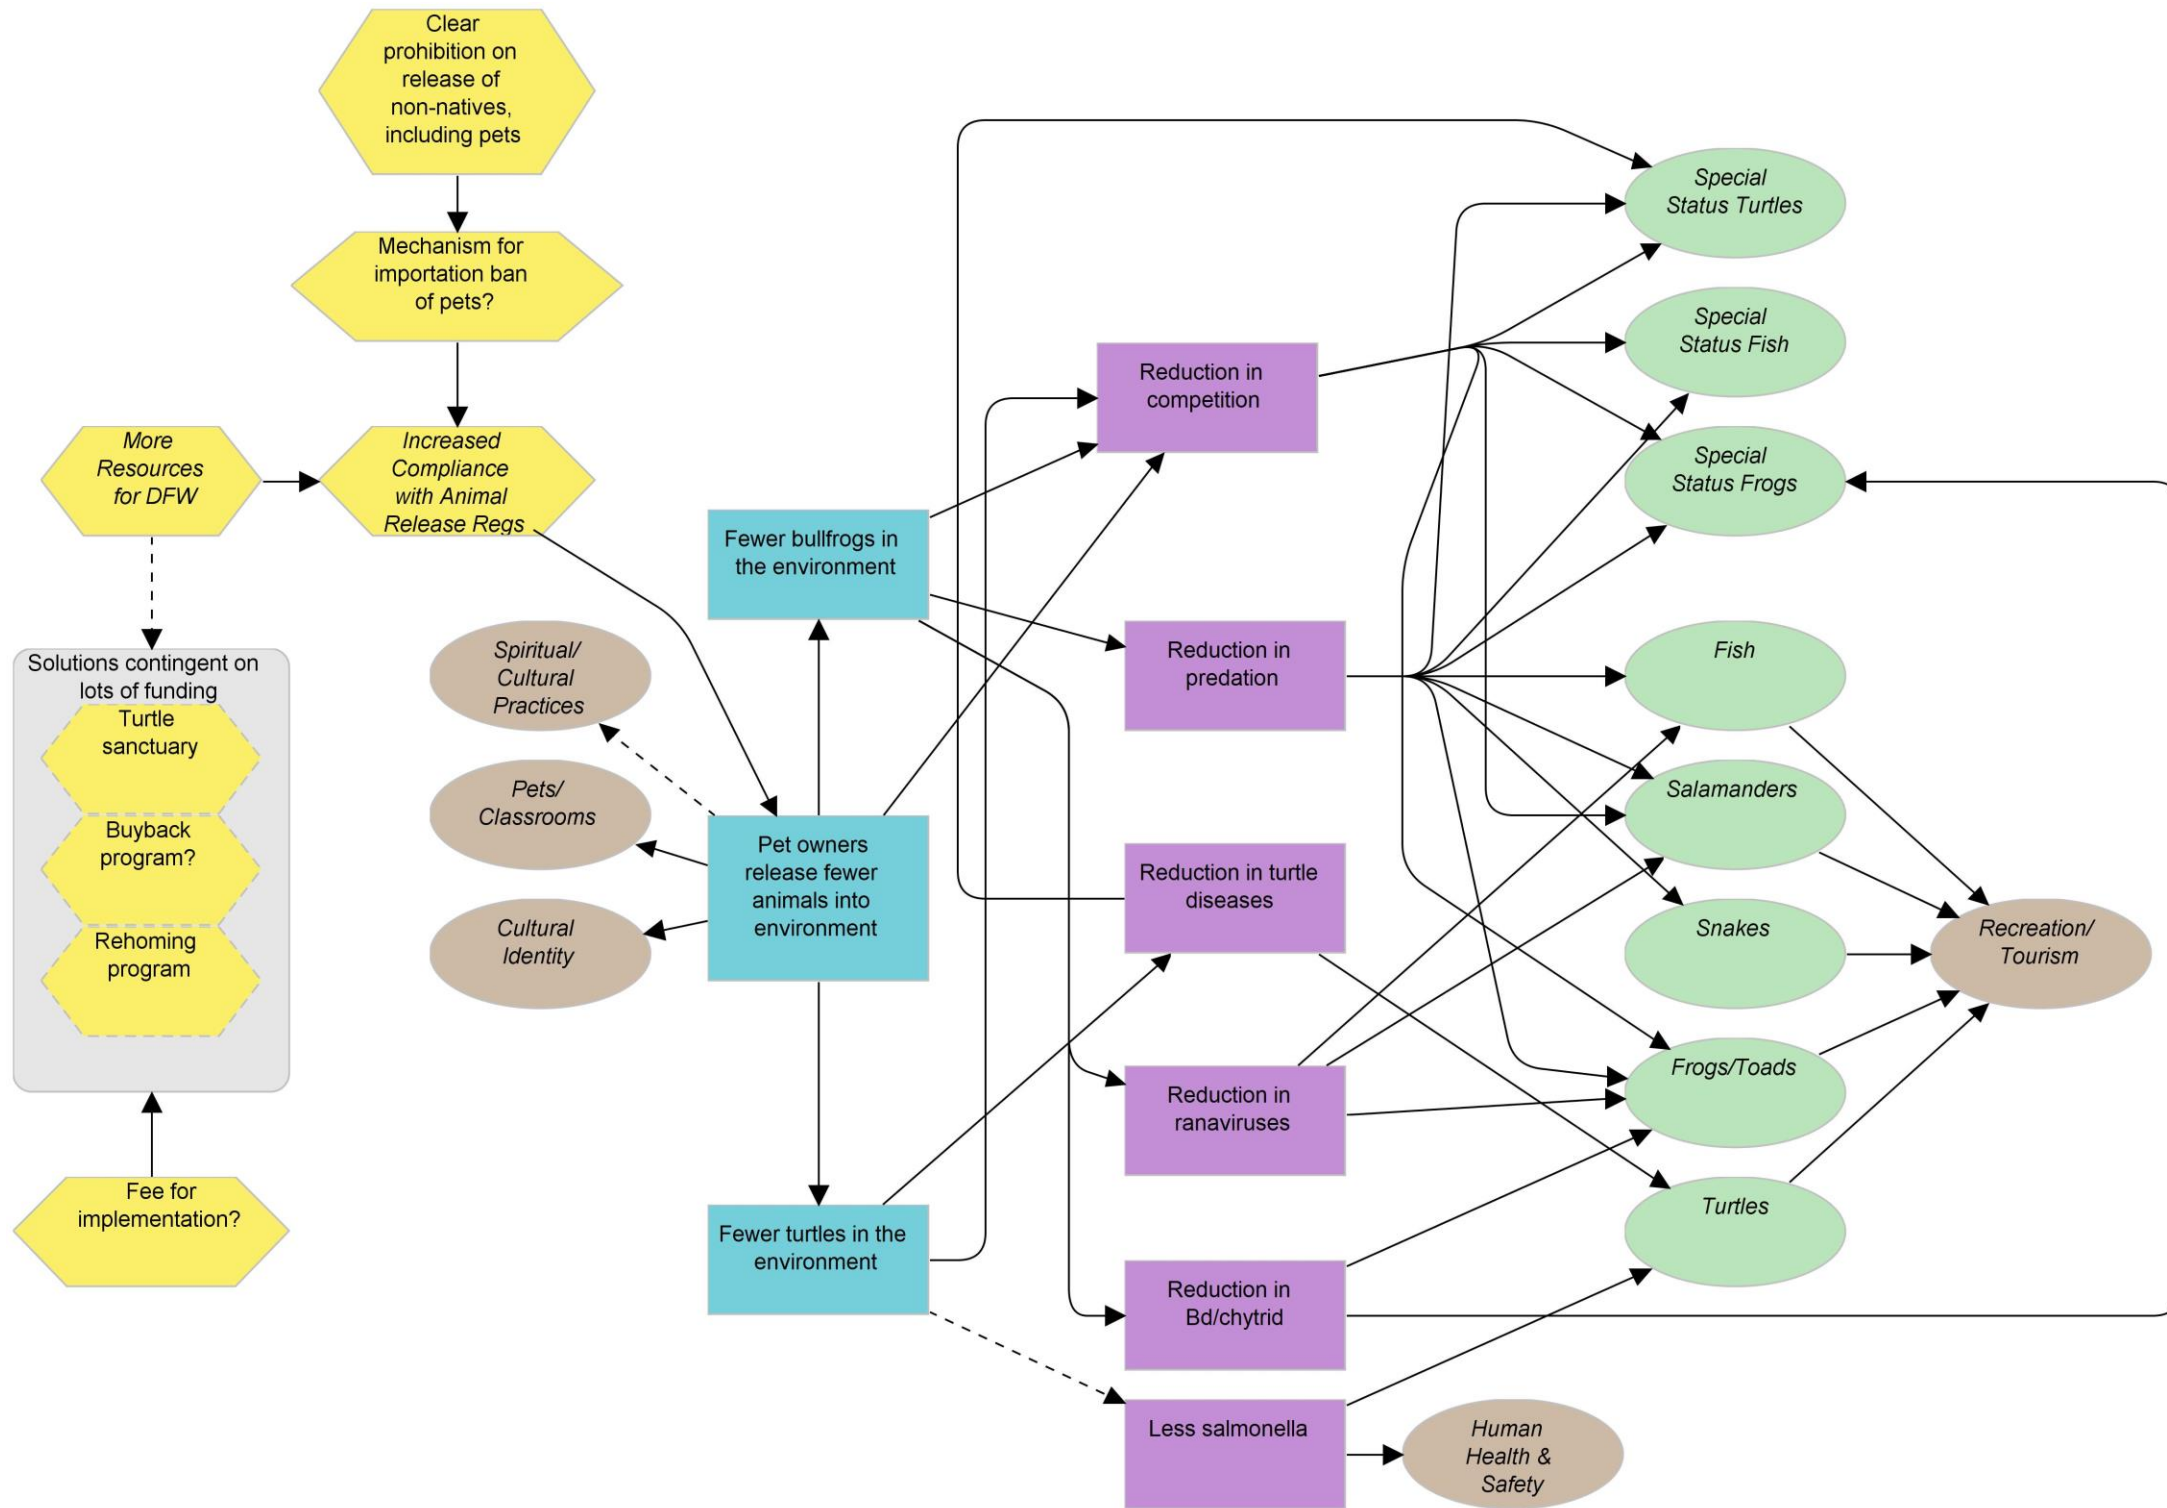 Clear
prohibition on
release of
non-natives,
including pets
Mechanism for
importation ban
of pets?
More
Resources
for DFW
Increased
Compliance
with Animal
Release Regs
Solutions contingent on
lots of funding
Turtle
sanctuary
Buyback
program?
Rehoming
program
Fee for
implementation?
Spiritual/
Cultural
Practices
Pets/
Classrooms
Cultural
Identity
Fewer bullfrogs in
the environment
Pet owners
release fewer
animals into
environment
Fewer turtles in the
environment
Reduction in
competition
Reduction in
predation
Reduction in turtle
diseases
Reduction in
ranaviruses
Reduction in
Bd/chytrid
Less salmonella
Human
Health &
Safety
Special
Status Turtles
Special
Status Fish
Special
Status Frogs
Fish
Salamanders
Snakes
Frogs/Toads
Turtles
Recreation/
Tourism